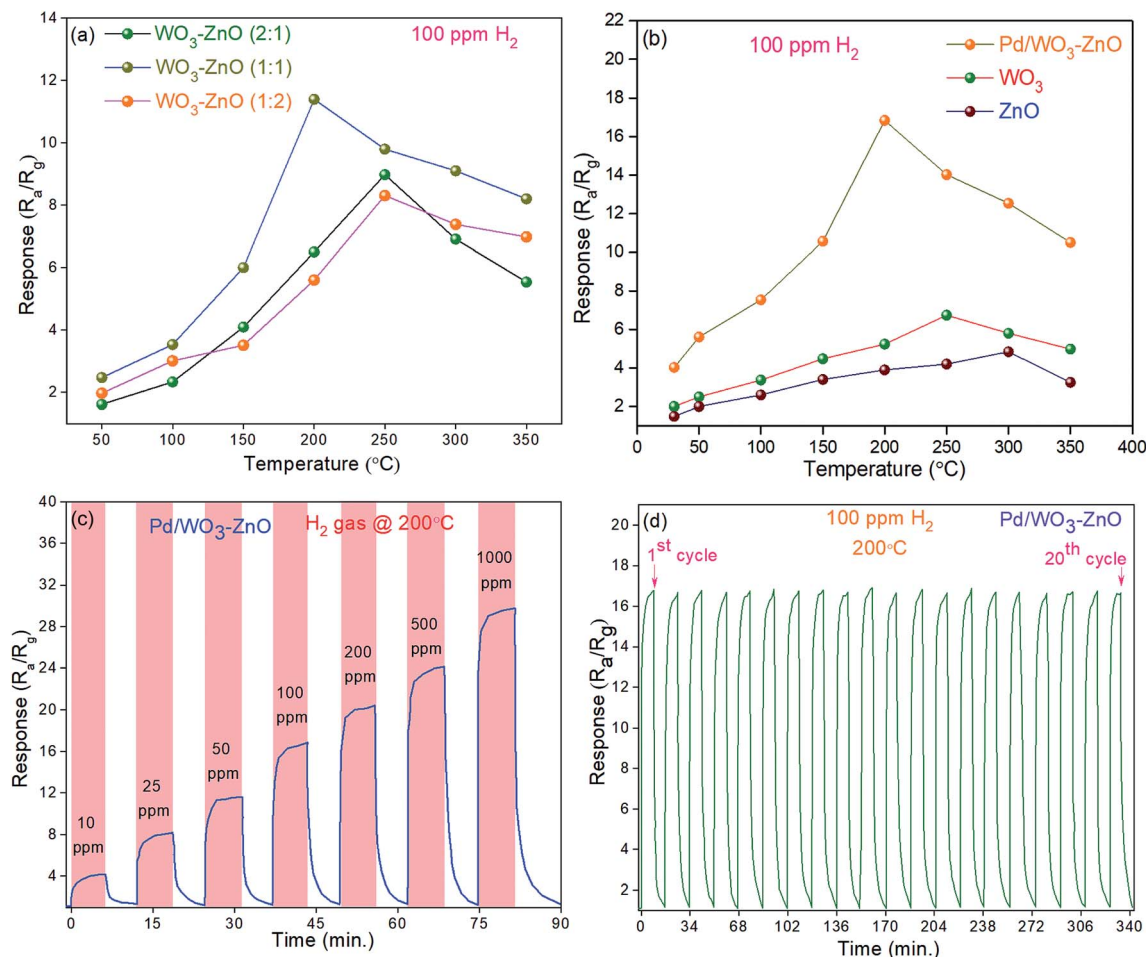 (a)
WO₃-ZnO (2:1)
WO₃-ZnO (1:1)
WO₃-ZnO (1:2)
100 ppm H₂
14
12
10
8
6
4
2
50 100 150 200 250 300 350
Response (Rₐ/R_g)
Temperature (°C)
(b)
100 ppm H₂
Pd/WO₃-ZnO
WO₃
ZnO
22
20
18
16
14
12
10
8
6
4
2
0 50 100 150 200 250 300 350 400
Response (Rₐ/R_g)
Temperature (°C)
(c)
Pd/WO₃-ZnO
H₂ gas @ 200°C
10
ppm
25
ppm
50
ppm
100
ppm
200
ppm
500
ppm
1000
ppm
40
36
32
28
24
20
16
12
8
4
0 15 30 45 60 75 90
Response (Rₐ/R_g)
Time (min.)
(d)
100 ppm H₂
200°C
Pd/WO₃-ZnO
1st cycle
20th cycle
20
18
16
14
12
10
8
6
4
2
0 34 68 102 136 170 204 238 272 306 340
Response (Rₐ/R_g)
Time (min.)